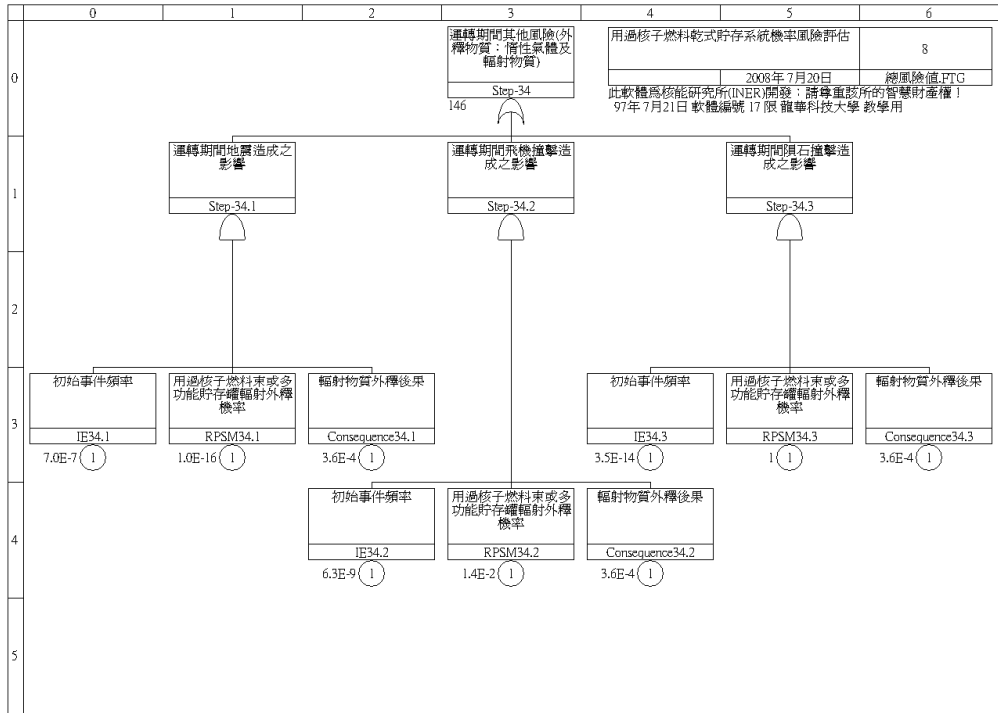 0 1 2 3 4 5 6
0
運轉期間其他風險(外
釋物質：惰性氣體及
輻射物質)
Step-34
146
用過核子燃料乾式貯存系統機率風險評估
8
2008年 7月20日
總風險值.FTG
此軟體爲核能研究所(INER)開發；請尊重該所的智慧財產權！
97年 7月21日 軟體編號 17 限 龍華科技大學 教學用
1
運轉期間地震造成之
影響
Step-34.1
運轉期間飛機撞擊造
成之影響
Step-34.2
運轉期間隕石撞擊造
成之影響
Step-34.3
2
3
初始事件頻率
IE34.1
7.0E-7 1
用過核子燃料束或多
功能貯存罐輻射外釋
機率
RPSM34.1
1.0E-16 1
輻射物質外釋後果
Consequence34.1
3.6E-4 1
初始事件頻率
IE34.3
3.5E-14 1
用過核子燃料束或多
功能貯存罐輻射外釋
機率
RPSM34.3
1 1
輻射物質外釋後果
Consequence34.3
3.6E-4 1
4
初始事件頻率
IE34.2
6.3E-9 1
用過核子燃料束或多
功能貯存罐輻射外釋
機率
RPSM34.2
1.4E-2 1
輻射物質外釋後果
Consequence34.2
3.6E-4 1
5